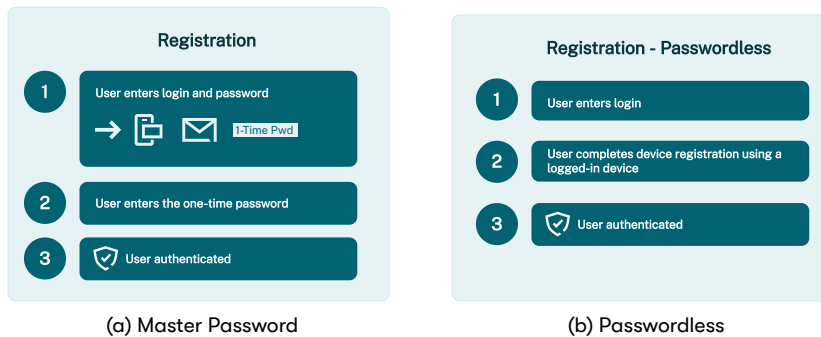 Registration
1
User enters login and password
1-Time Pwd
2
User enters the one-time password
3
User authenticated
(a) Master Password
Registration - Passwordless
1
User enters login
2
User completes device registration using a
logged-in device
3
User authenticated
(b) Passwordless